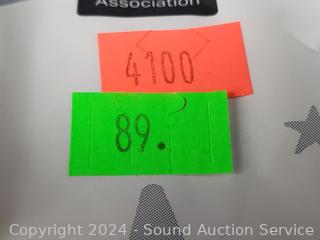 Association
4100
89.
Copyright © 2024 - Sound Auction Service